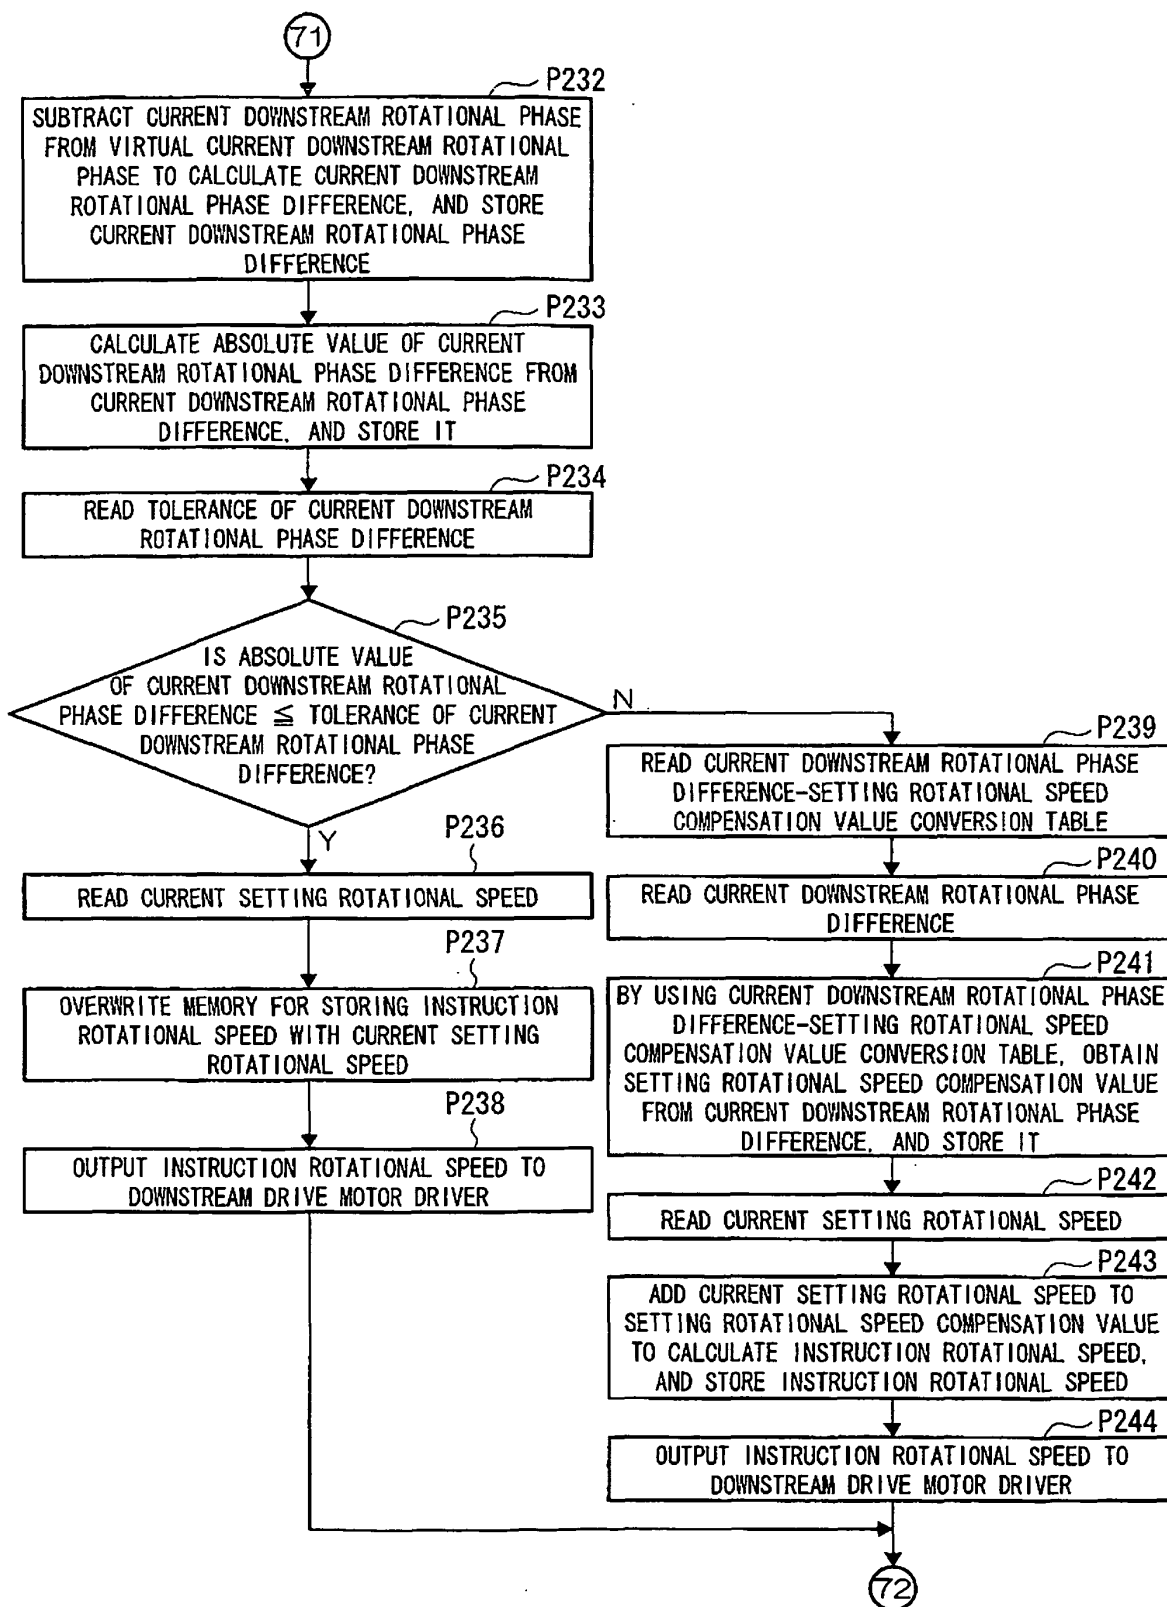 71
P232
SUBTRACT CURRENT DOWNSTREAM ROTATIONAL PHASE
FROM VIRTUAL CURRENT DOWNSTREAM ROTATIONAL
PHASE TO CALCULATE CURRENT DOWNSTREAM
ROTATIONAL PHASE DIFFERENCE, AND STORE
CURRENT DOWNSTREAM ROTATIONAL PHASE
DIFFERENCE
P233
CALCULATE ABSOLUTE VALUE OF CURRENT
DOWNSTREAM ROTATIONAL PHASE DIFFERENCE FROM
CURRENT DOWNSTREAM ROTATIONAL PHASE
DIFFERENCE, AND STORE IT
P234
READ TOLERANCE OF CURRENT DOWNSTREAM
ROTATIONAL PHASE DIFFERENCE
P235
IS ABSOLUTE VALUE
OF CURRENT DOWNSTREAM ROTATIONAL
PHASE DIFFERENCE ≦ TOLERANCE OF CURRENT
DOWNSTREAM ROTATIONAL PHASE
DIFFERENCE?
N
Y
P236
READ CURRENT SETTING ROTATIONAL SPEED
P237
OVERWRITE MEMORY FOR STORING INSTRUCTION
ROTATIONAL SPEED WITH CURRENT SETTING
ROTATIONAL SPEED
P238
OUTPUT INSTRUCTION ROTATIONAL SPEED TO
DOWNSTREAM DRIVE MOTOR DRIVER
P239
READ CURRENT DOWNSTREAM ROTATIONAL PHASE
DIFFERENCE-SETTING ROTATIONAL SPEED
COMPENSATION VALUE CONVERSION TABLE
P240
READ CURRENT DOWNSTREAM ROTATIONAL PHASE
DIFFERENCE
P241
BY USING CURRENT DOWNSTREAM ROTATIONAL PHASE
DIFFERENCE-SETTING ROTATIONAL SPEED
COMPENSATION VALUE CONVERSION TABLE, OBTAIN
SETTING ROTATIONAL SPEED COMPENSATION VALUE
FROM CURRENT DOWNSTREAM ROTATIONAL PHASE
DIFFERENCE, AND STORE IT
P242
READ CURRENT SETTING ROTATIONAL SPEED
P243
ADD CURRENT SETTING ROTATIONAL SPEED TO
SETTING ROTATIONAL SPEED COMPENSATION VALUE
TO CALCULATE INSTRUCTION ROTATIONAL SPEED,
AND STORE INSTRUCTION ROTATIONAL SPEED
P244
OUTPUT INSTRUCTION ROTATIONAL SPEED TO
DOWNSTREAM DRIVE MOTOR DRIVER
72